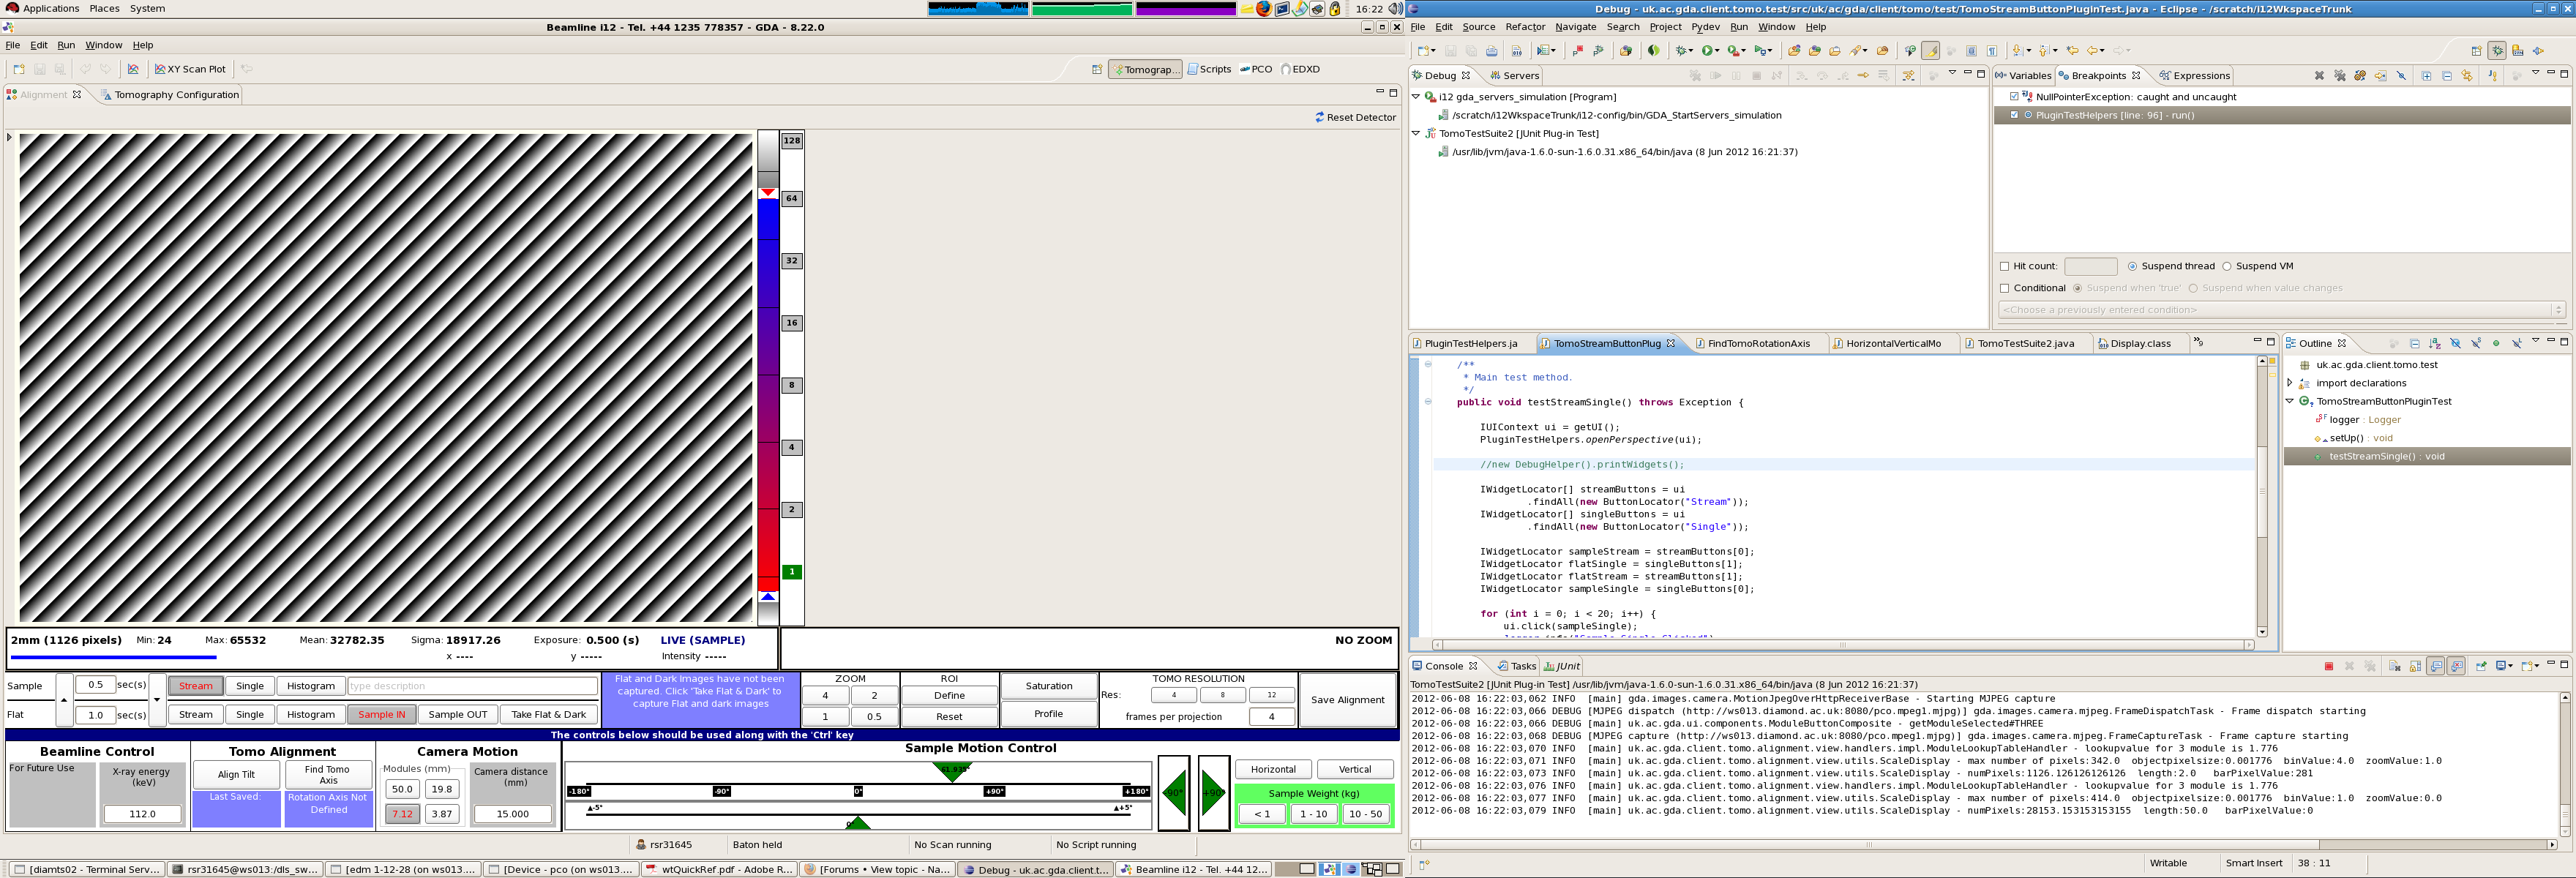 Applications Places System
16:22
Beamline i12 - Tel. +44 1235 778357 - GDA - 8.22.0
File Edit Run Window Help
XY Scan Plot
Tomograp... Scripts PCO EDXD
Alignment Tomography Configuration
Reset Detector
128
64
32
16
8
4
2
1
2mm (1126 pixels) Min: 24 Max: 65532 Mean: 32782.35 Sigma: 18917.26 Exposure: 0.500 (s) LIVE (SAMPLE)
x ---- y ----- Intensity -----
NO ZOOM
Sample 0.5 sec(s) Stream Single Histogram type description
Flat 1.0 sec(s) Stream Single Histogram Sample IN Sample OUT Take Flat & Dark
Flat and Dark Images have not been
captured. Click 'Take Flat & Dark' to
capture Flat and dark images
ZOOM
4 2
1 0.5
ROI
Define
Reset
Saturation
Profile
TOMO RESOLUTION
Res: 4 8 12
frames per projection 4
Save Alignment
The controls below should be used along with the 'Ctrl' key
Beamline Control
For Future Use
X-ray energy
(keV)
112.0
Tomo Alignment
Align Tilt
Find Tomo
Axis
Last Saved:
Rotation Axis Not
Defined
Camera Motion
Modules (mm)
50.0 19.8
7.12 3.87
Camera distance
(mm)
15.000
Sample Motion Control
-180° -90° 0° +90° +180°
-5° +5°
-90° +90°
Horizontal Vertical
Sample Weight (kg)
< 1 1 - 10 10 - 50
rsr31645 Baton held No Scan running No Script running
[diamts02 - Terminal Serv... rsr31645@ws013:/dls_sw... [edm 1-12-28 (on ws013.... [Device - pco (on ws013.... wtQuickRef.pdf - Adobe R... [Forums • View topic - Na... Debug - uk.ac.gda.client.t... Beamline i12 - Tel. +44 12...
Debug - uk.ac.gda.client.tomo.test/src/uk/ac/gda/client/tomo/test/TomoStreamButtonPluginTest.java - Eclipse - /scratch/i12WkspaceTrunk
File Edit Source Refactor Navigate Search Project Pydev Run Window Help
Debug Servers
i12 gda_servers_simulation [Program]
/scratch/i12WkspaceTrunk/i12-config/bin/GDA_StartServers_simulation
TomoTestSuite2 [JUnit Plug-in Test]
/usr/lib/jvm/java-1.6.0-sun-1.6.0.31.x86_64/bin/java (8 Jun 2012 16:21:37)
Variables Breakpoints Expressions
NullPointerException: caught and uncaught
PluginTestHelpers [line: 96] - run()
Hit count: Suspend thread Suspend VM
Conditional Suspend when 'true' Suspend when value changes
<Choose a previously entered condition>
PluginTestHelpers.ja TomoStreamButtonPlug FindTomoRotationAxis HorizontalVerticalMo TomoTestSuite2.java Display.class »9
/**
* Main test method.
*/
public void testStreamSingle() throws Exception {
IUIContext ui = getUI();
PluginTestHelpers.openPerspective(ui);
//new DebugHelper().printWidgets();
IWidgetLocator[] streamButtons = ui
.findAll(new ButtonLocator("Stream"));
IWidgetLocator[] singleButtons = ui
.findAll(new ButtonLocator("Single"));
IWidgetLocator sampleStream = streamButtons[0];
IWidgetLocator flatSingle = singleButtons[1];
IWidgetLocator flatStream = streamButtons[1];
IWidgetLocator sampleSingle = singleButtons[0];
for (int i = 0; i < 20; i++) {
ui.click(sampleSingle);
Outline
uk.ac.gda.client.tomo.test
import declarations
TomoStreamButtonPluginTest
logger : Logger
setUp() : void
testStreamSingle() : void
Console Tasks JUnit
TomoTestSuite2 [JUnit Plug-in Test] /usr/lib/jvm/java-1.6.0-sun-1.6.0.31.x86_64/bin/java (8 Jun 2012 16:21:37)
2012-06-08 16:22:03,062 INFO [main] gda.images.camera.MotionJpegOverHttpReceiverBase - Starting MJPEG capture
2012-06-08 16:22:03,066 DEBUG [MJPEG dispatch (http://ws013.diamond.ac.uk:8080/pco.mpeg1.mjpg)] gda.images.camera.mjpeg.FrameDispatchTask - Frame dispatch starting
2012-06-08 16:22:03,066 DEBUG [main] uk.ac.gda.ui.components.ModuleButtonComposite - getModuleSelected#THREE
2012-06-08 16:22:03,068 DEBUG [MJPEG capture (http://ws013.diamond.ac.uk:8080/pco.mpeg1.mjpg)] gda.images.camera.mjpeg.FrameCaptureTask - Frame capture starting
2012-06-08 16:22:03,070 INFO [main] uk.ac.gda.client.tomo.alignment.view.handlers.impl.ModuleLookupTableHandler - lookupvalue for 3 module is 1.776
2012-06-08 16:22:03,071 INFO [main] uk.ac.gda.client.tomo.alignment.view.utils.ScaleDisplay - max number of pixels:342.0 objectpixelsize:0.001776 binValue:4.0 zoomValue:1.0
2012-06-08 16:22:03,073 INFO [main] uk.ac.gda.client.tomo.alignment.view.utils.ScaleDisplay - numPixels:1126.126126126126 length:2.0 barPixelValue:281
2012-06-08 16:22:03,076 INFO [main] uk.ac.gda.client.tomo.alignment.view.handlers.impl.ModuleLookupTableHandler - lookupvalue for 3 module is 1.776
2012-06-08 16:22:03,077 INFO [main] uk.ac.gda.client.tomo.alignment.view.utils.ScaleDisplay - max number of pixels:414.0 objectpixelsize:0.001776 binValue:1.0 zoomValue:0.0
2012-06-08 16:22:03,079 INFO [main] uk.ac.gda.client.tomo.alignment.view.utils.ScaleDisplay - numPixels:28153.153153153155 length:50.0 barPixelValue:0
Writable Smart Insert 38 : 11